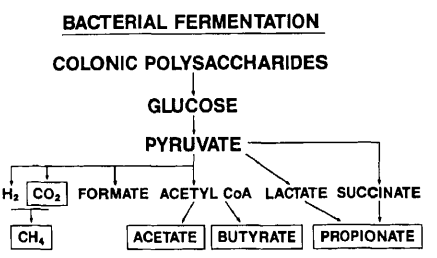 BACTERIAL FERMENTATION
COLONIC POLYSACCHARIDES
GLUCOSE
PYRUVATE
H₂ CO₂ FORMATE ACETYL CoA LACTATE SUCCINATE
CH₄ ACETATE BUTYRATE PROPIONATE